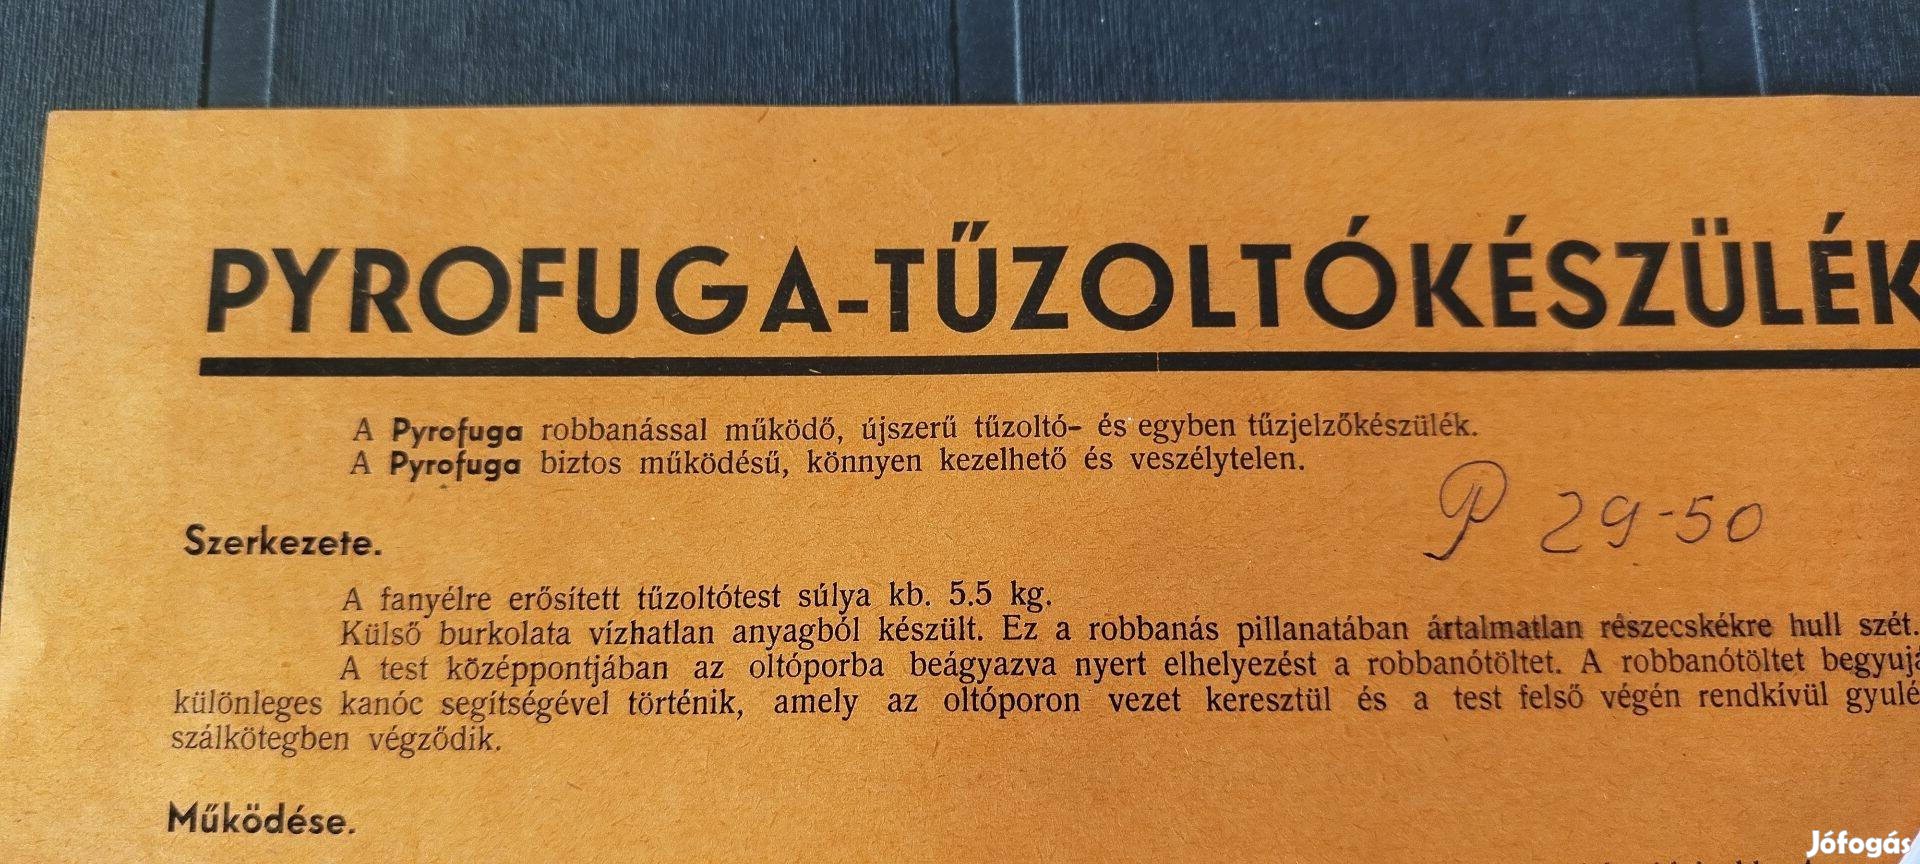 PYROFUGA-TŰZOLTÓKÉSZÜLÉK
A Pyrofuga robbanással működő, újszerű tűzoltó- és egyben tűzjelzőkészülék.
A Pyrofuga biztos működésű, könnyen kezelhető és veszélytelen.
P 29-50
Szerkezete.
A fanyélre erősített tűzoltótest súlya kb. 5.5 kg.
Külső burkolata vízhatlan anyagból készült. Ez a robbanás pillanatában ártalmatlan részecskékre hull szét.
A test középpontjában az oltóporba beágyazva nyert elhelyezést a robbanótöltet. A robbanótöltet begyujtá
különleges kanóc segítségével történik, amely az oltóporon vezet keresztül és a test felső végén rendkívül gyulé
szálkötegben végződik.
Működése.
Jófogás